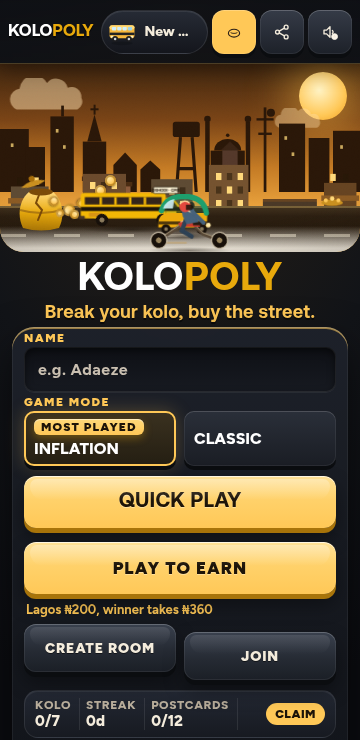 KOLOPOLY
New ...
KOLOPOLY
Break your kolo, buy the street.
NAME
e.g. Adaeze
GAME MODE
MOST PLAYED
INFLATION
CLASSIC
QUICK PLAY
PLAY TO EARN
Lagos ₦200, winner takes ₦360
CREATE ROOM
JOIN
KOLO
0/7
STREAK
0d
POSTCARDS
0/12
CLAIM